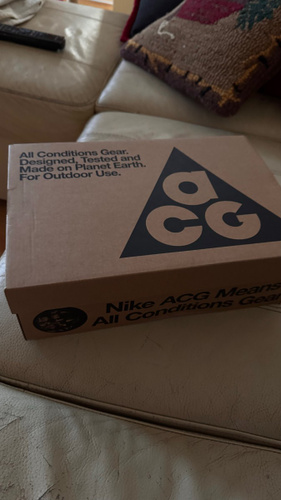 All Conditions Gear.
Designed, Tested and
Made on Planet Earth.
For Outdoor Use.
a
CG
Nike ACG Means
All Conditions Gear